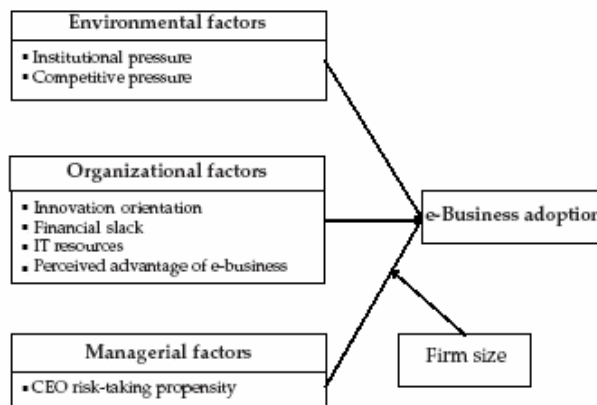 Environmental factors
▪ Institutional pressure
▪ Competitive pressure
Organizational factors
▪ Innovation orientation
▪ Financial slack
▪ IT resources
▪ Perceived advantage of e-business
e-Business adoption
Managerial factors
▪ CEO risk-taking propensity
Firm size